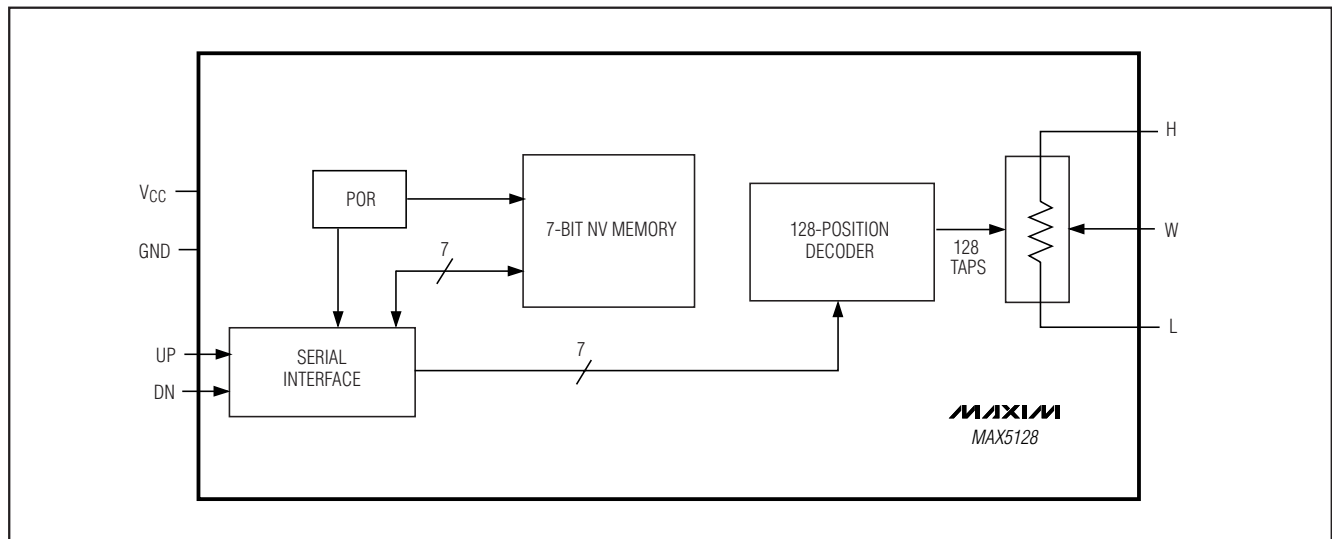 H
POR
7-BIT NV MEMORY
VCC
128-POSITION
DECODER
W
128
TAPS
GND
7
L
UP
SERIAL
INTERFACE
7
DN
MAXIM
MAX5128